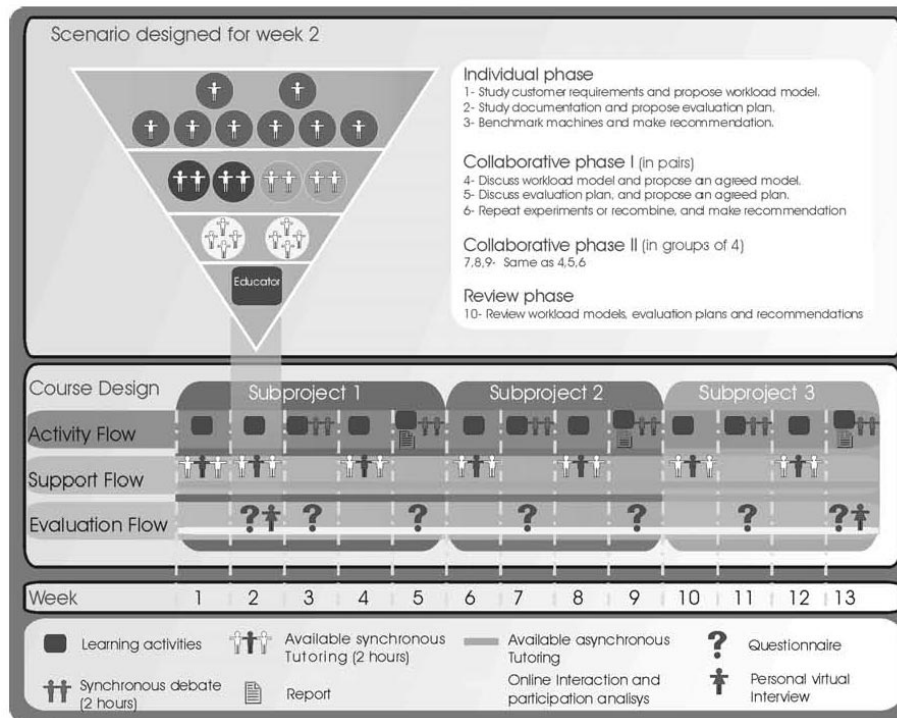 Scenario designed for week 2
Individual phase
1- Study customer requirements and propose workload model.
2- Study documentation and propose evaluation plan.
3- Benchmark machines and make recommendation.
Collaborative phase I (in pairs)
4- Discuss workload model and propose an agreed model.
5- Discuss evaluation plan, and propose an agreed plan.
6- Repeat experiments or recombine, and make recommendation
Collaborative phase II (in groups of 4)
7,8,9- Same as 4,5,6
Review phase
10- Review workload models, evaluation plans and recommendations
Educator
Course Design
Subproject 1 Subproject 2 Subproject 3
Activity Flow
Support Flow
Evaluation Flow
? ? ? ? ? ? ?
Week 1 2 3 4 5 6 7 8 9 10 11 12 13
Learning activities
Synchronous debate
(2 hours)
Available synchronous
Tutoring (2 hours)
Report
Available asynchronous
Tutoring
Online Interaction and
participation analisys
? Questionnaire
Personal virtual
Interview